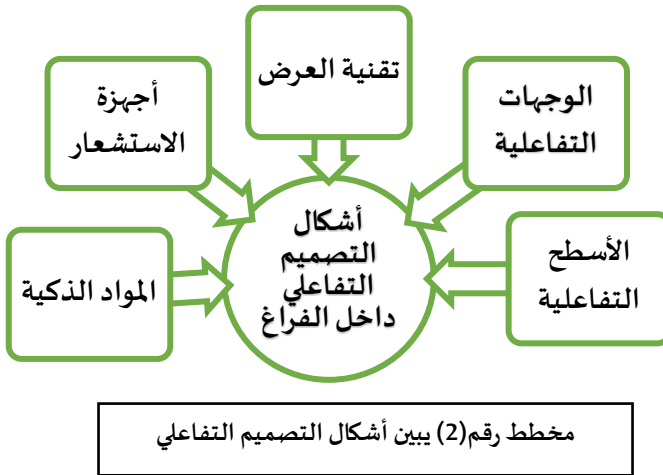 تقنية العرض
الوجهات
التفاعلية
أجهزة
الاستشعار
الأسطح
التفاعلية
المواد الذكية
أشكال
التصميم
التفاعلي
داخل الفراغ
مخطط رقم(2) يبين أشكال التصميم التفاعلي